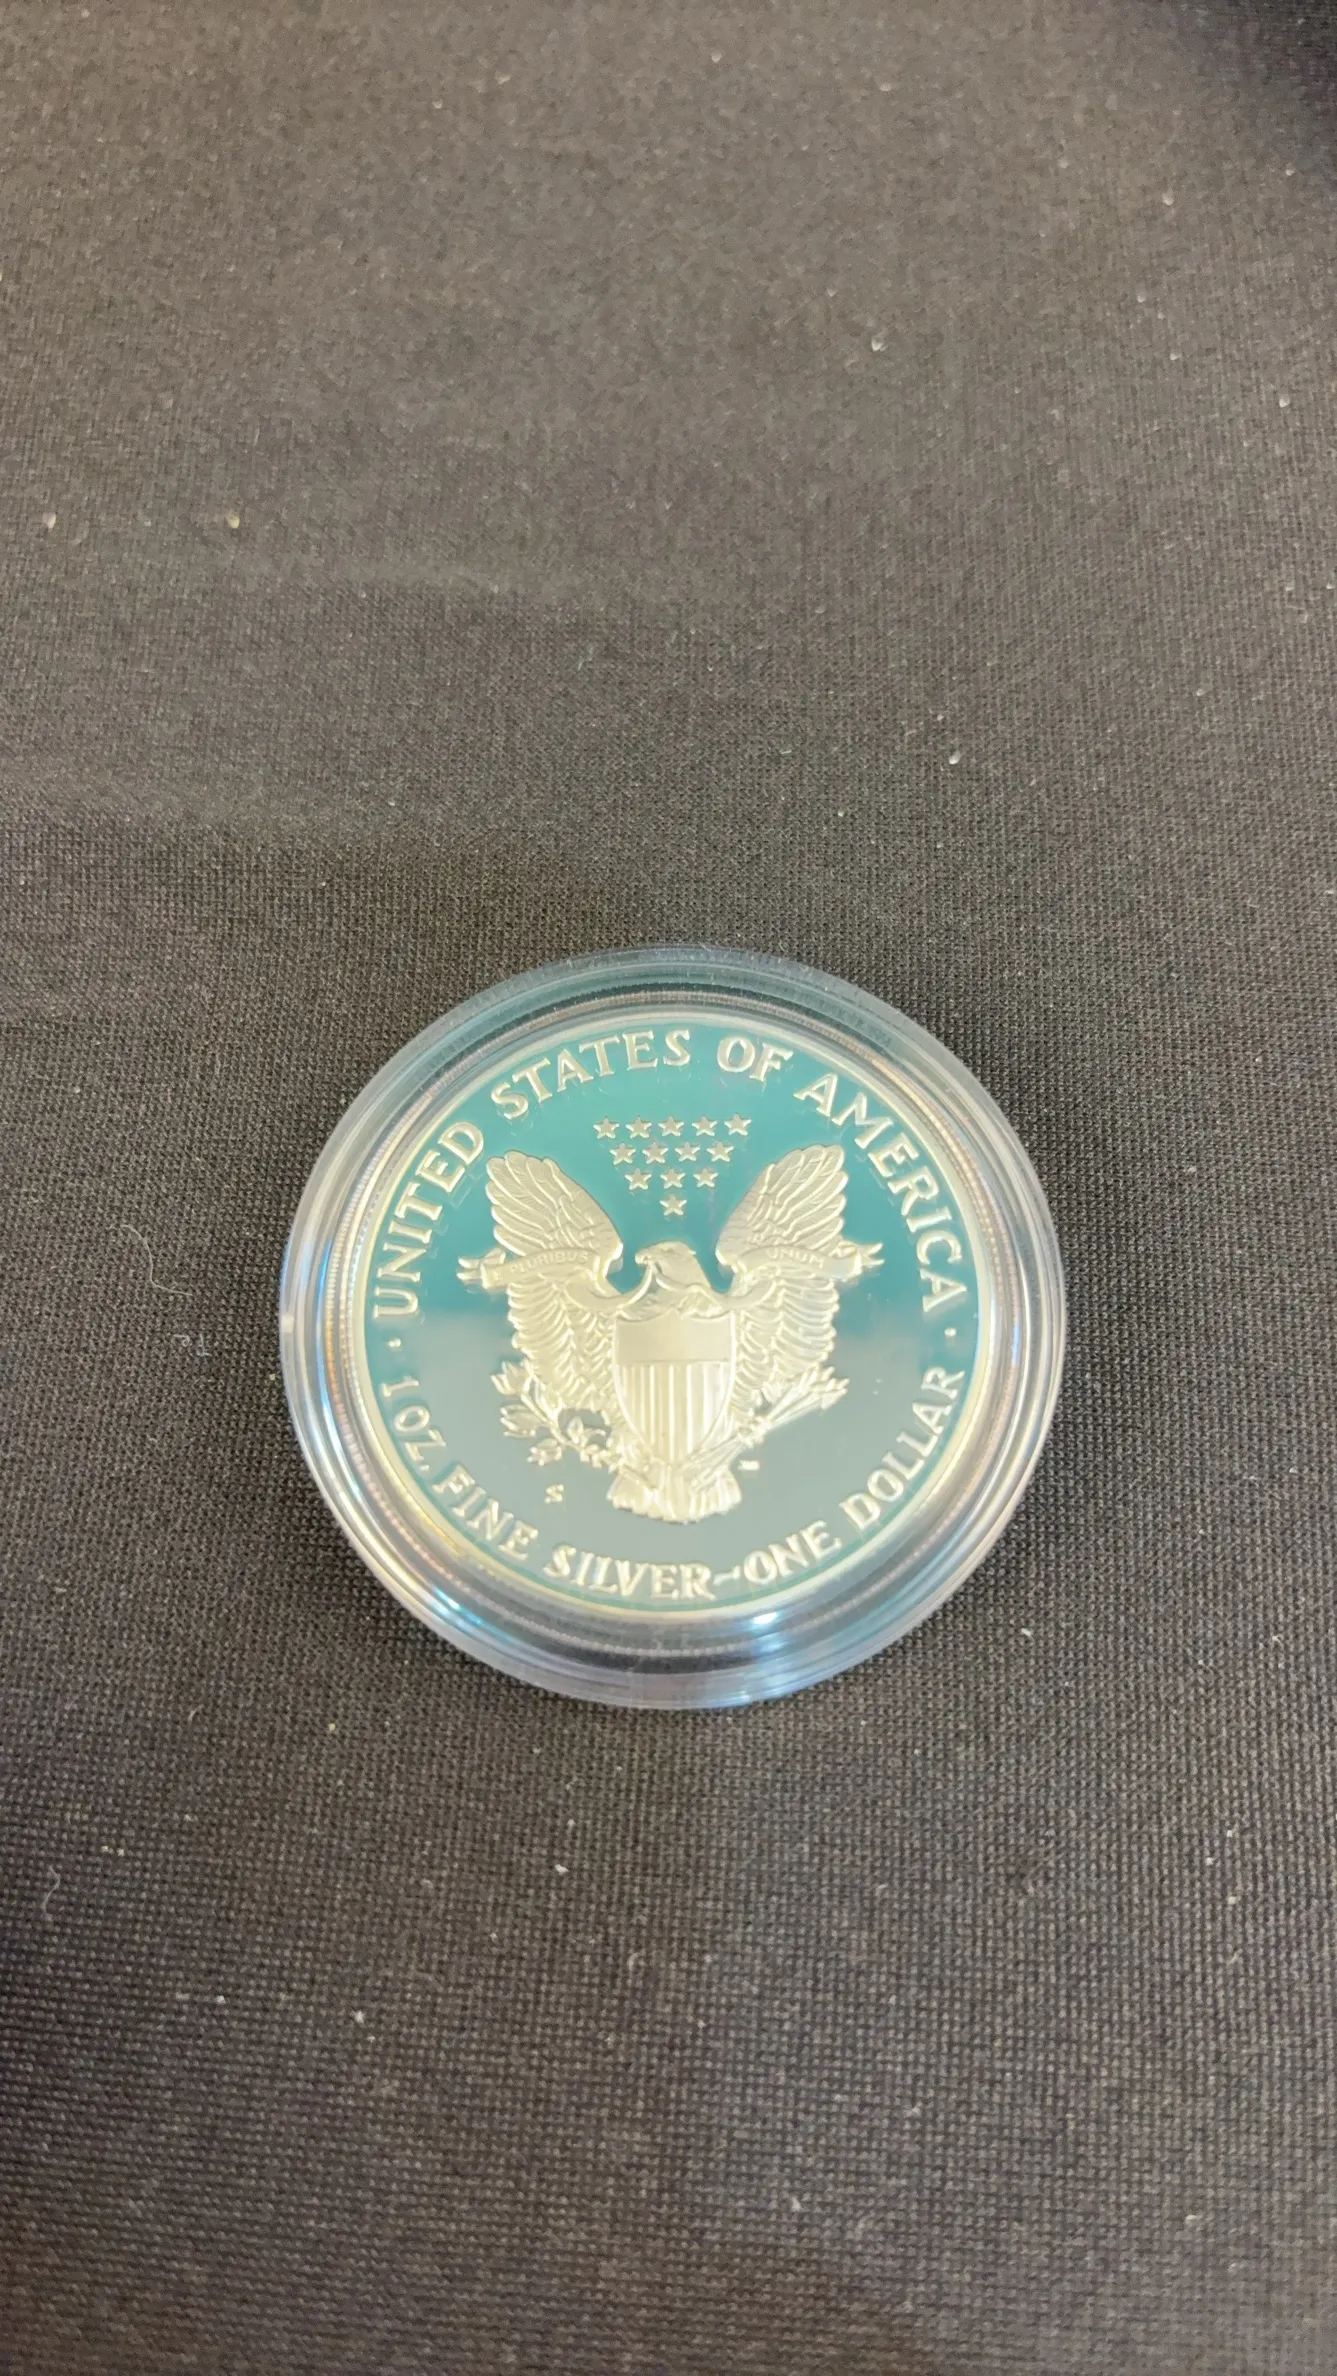 UNITED STATES OF AMERICA
PLURIBUS UNUM
S
· 1 OZ. FINE SILVER~ONE DOLLAR ·